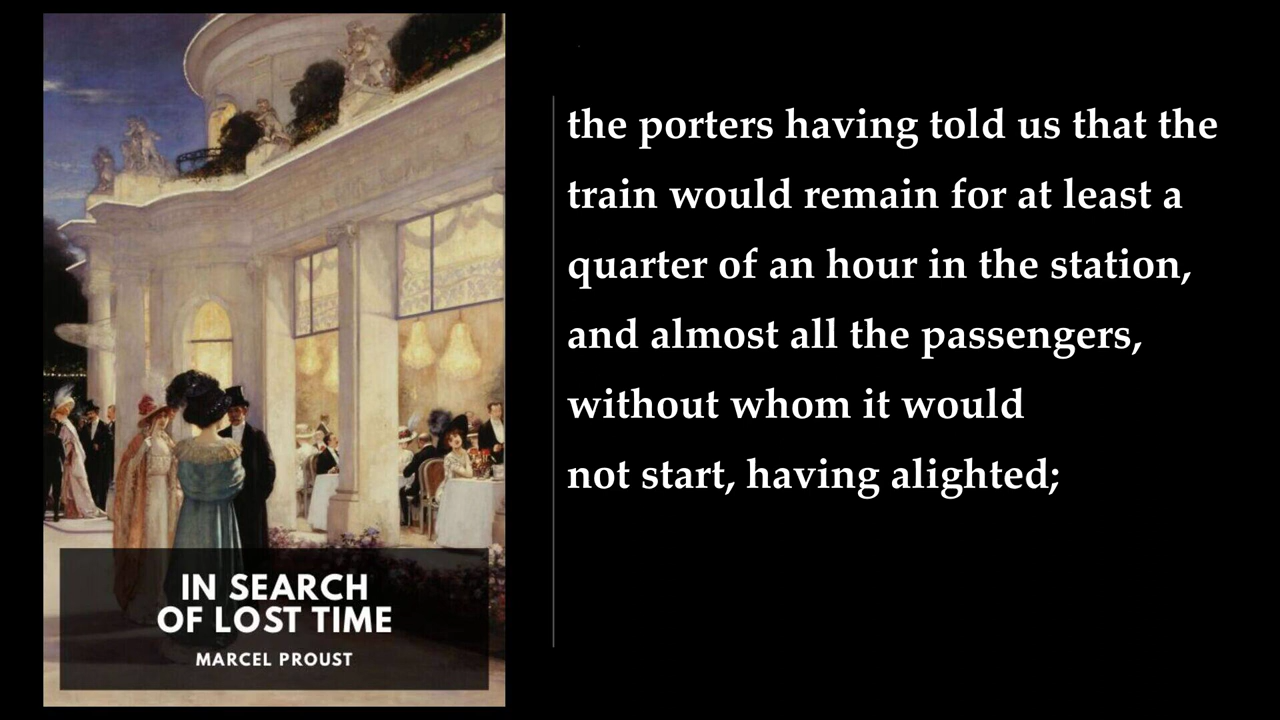 the porters having told us that the
train would remain for at least a
quarter of an hour in the station,
and almost all the passengers,
without whom it would
not start, having alighted;
IN SEARCH
OF LOST TIME
MARCEL PROUST